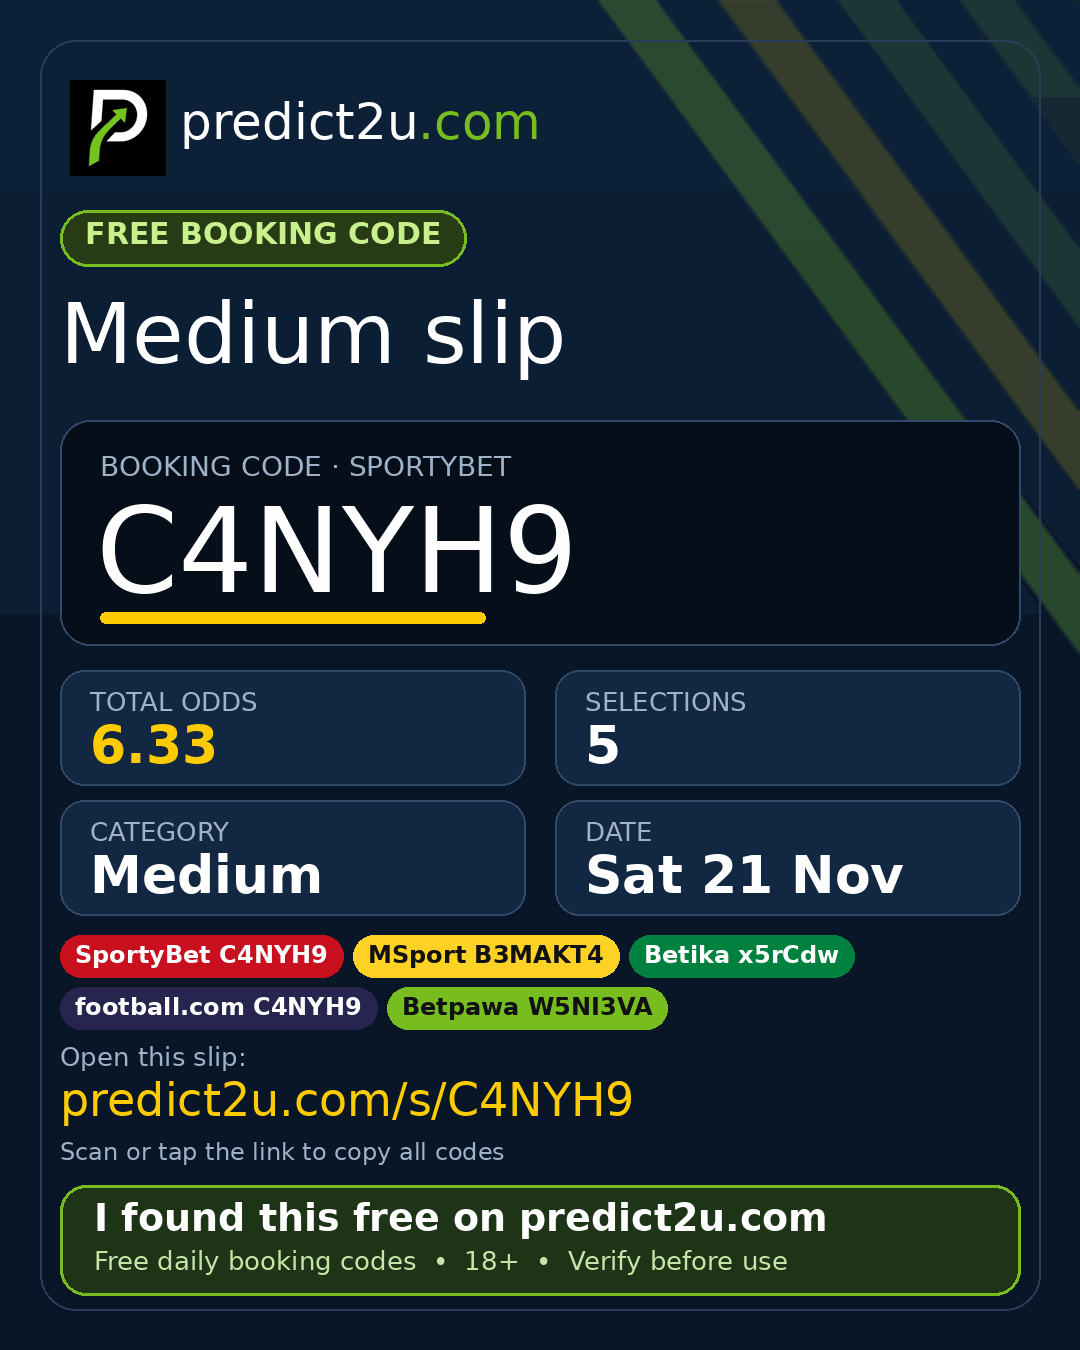 predict2u.com
FREE BOOKING CODE
Medium slip
BOOKING CODE · SPORTYBET
C4NYH9
TOTAL ODDS
6.33
SELECTIONS
5
CATEGORY
Medium
DATE
Sat 21 Nov
SportyBet C4NYH9
MSport B3MAKT4
Betika x5rCdw
football.com C4NYH9
Betpawa W5NI3VA
Open this slip:
predict2u.com/s/C4NYH9
Scan or tap the link to copy all codes
I found this free on predict2u.com
Free daily booking codes • 18+ • Verify before use